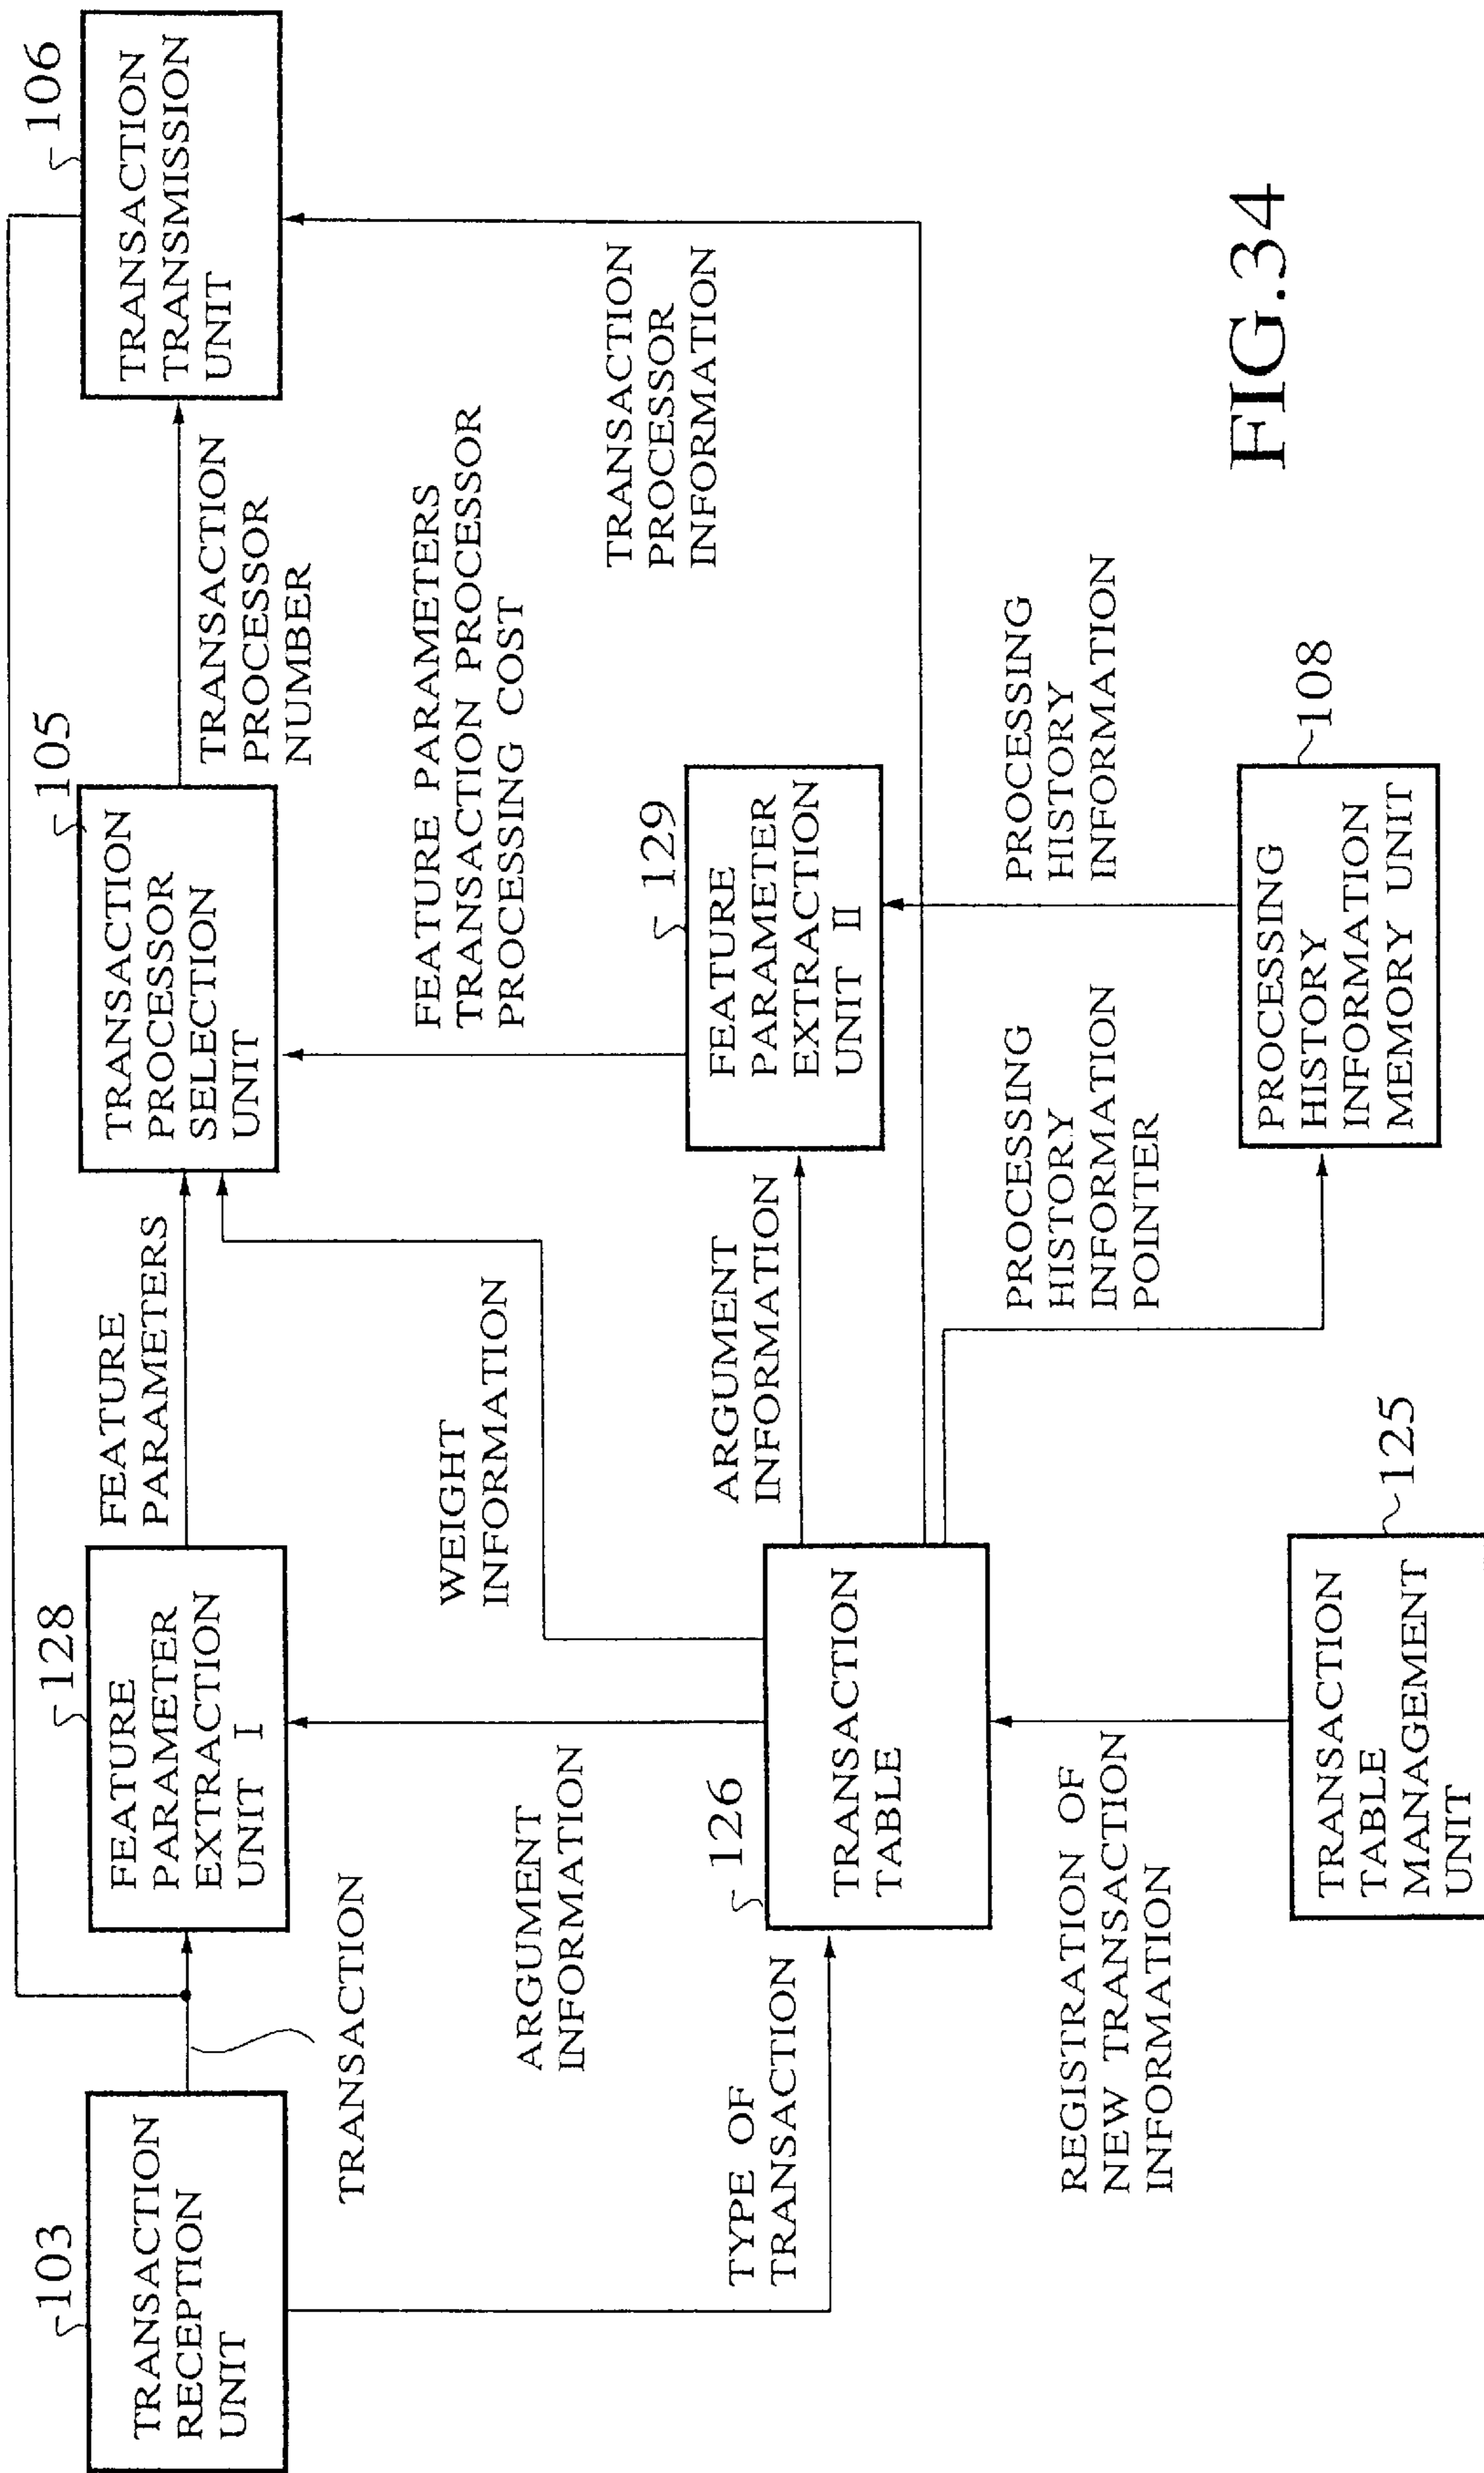 103
TRANSACTION
RECEPTION
UNIT
TRANSACTION
128
FEATURE
PARAMETER
EXTRACTION
UNIT I
FEATURE
PARAMETERS
105
TRANSACTION
PROCESSOR
SELECTION
UNIT
TRANSACTION
PROCESSOR
NUMBER
106
TRANSACTION
TRANSMISSION
UNIT
ARGUMENT
INFORMATION
WEIGHT
INFORMATION
FEATURE PARAMETERS
TRANSACTION PROCESSOR
PROCESSING COST
TRANSACTION
PROCESSOR
INFORMATION
TYPE OF
TRANSACTION
126
TRANSACTION
TABLE
ARGUMENT
INFORMATION
129
FEATURE
PARAMETER
EXTRACTION
UNIT II
REGISTRATION OF
NEW TRANSACTION
INFORMATION
PROCESSING
HISTORY
INFORMATION
POINTER
PROCESSING
HISTORY
INFORMATION
125
TRANSACTION
TABLE
MANAGEMENT
UNIT
108
PROCESSING
HISTORY
INFORMATION
MEMORY UNIT
FIG.34